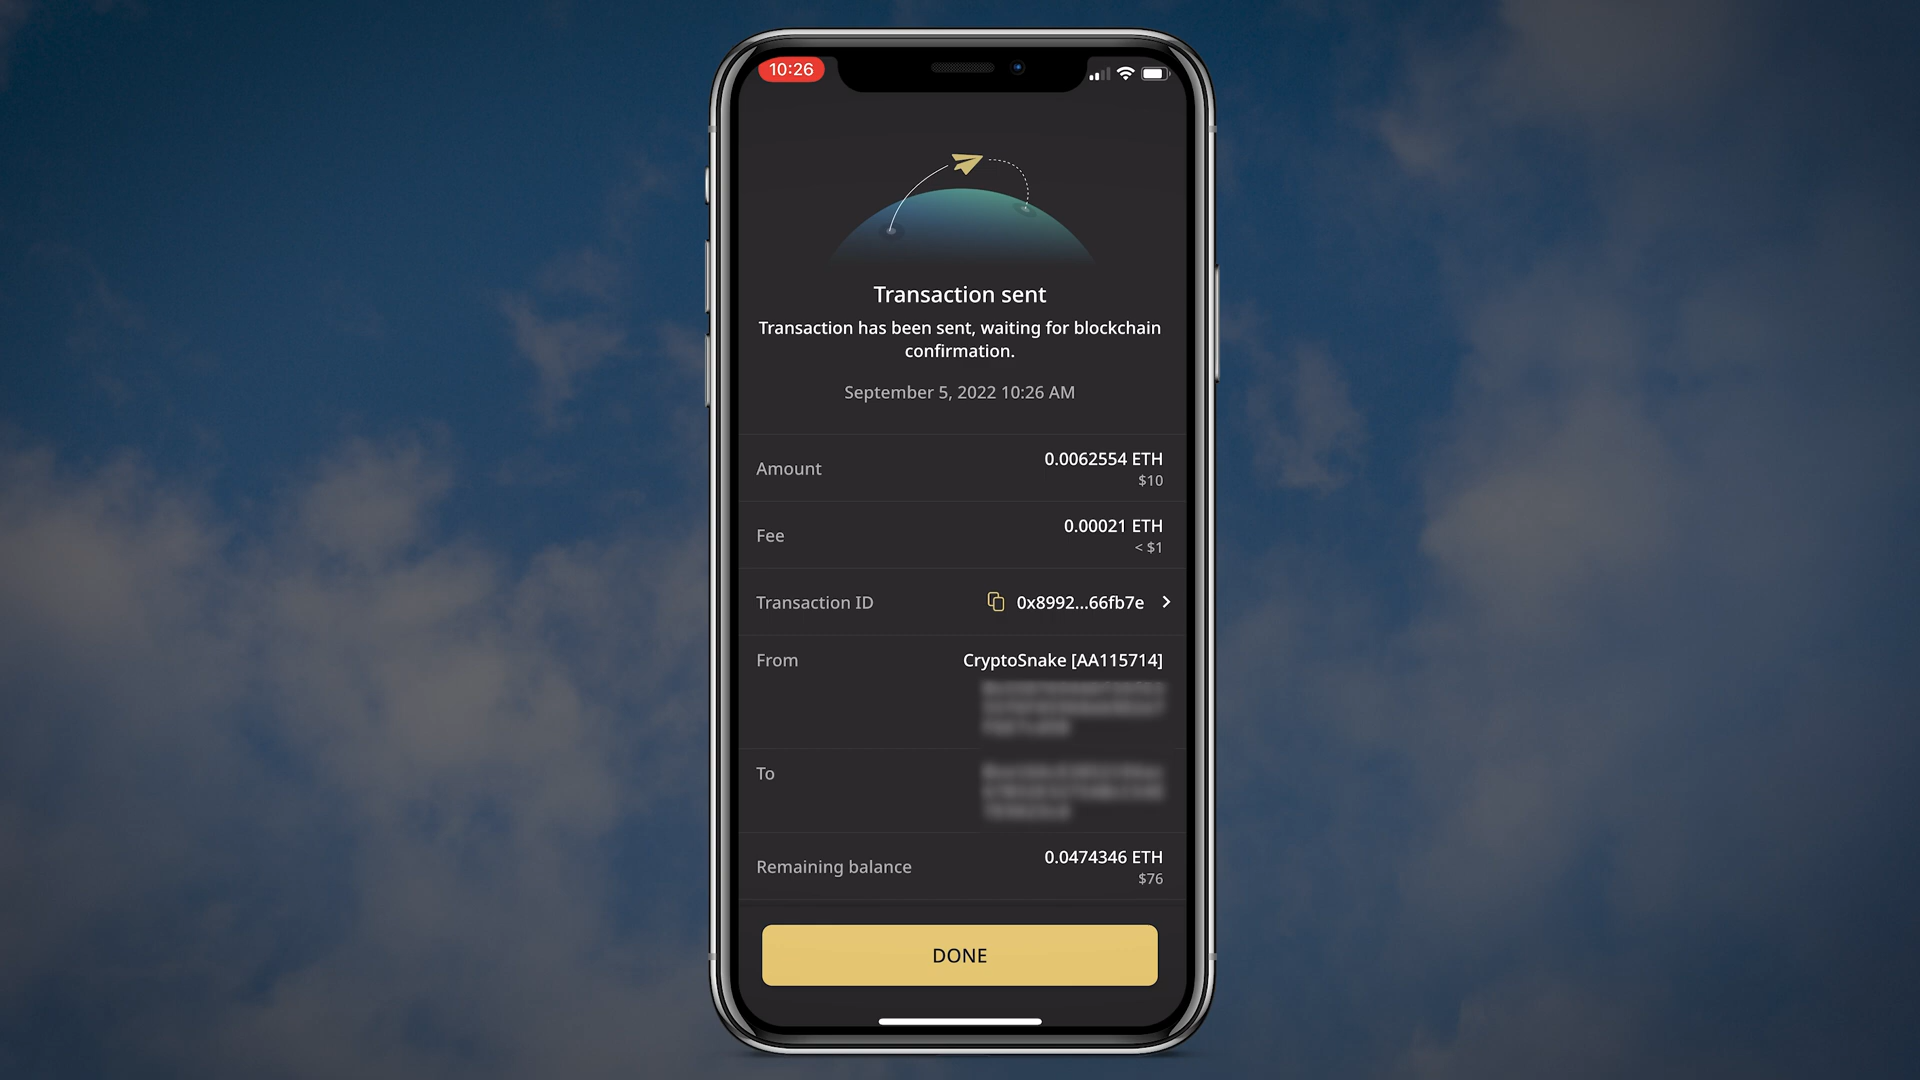 10:26
Transaction sent
Transaction has been sent, waiting for blockchain
confirmation.
September 5, 2022 10:26 AM
Amount
0.0062554 ETH
$10
Fee
0.00021 ETH
< $1
Transaction ID
0x8992...66fb7e
From
CryptoSnake [AA115714]
To
Remaining balance
0.0474346 ETH
$76
DONE